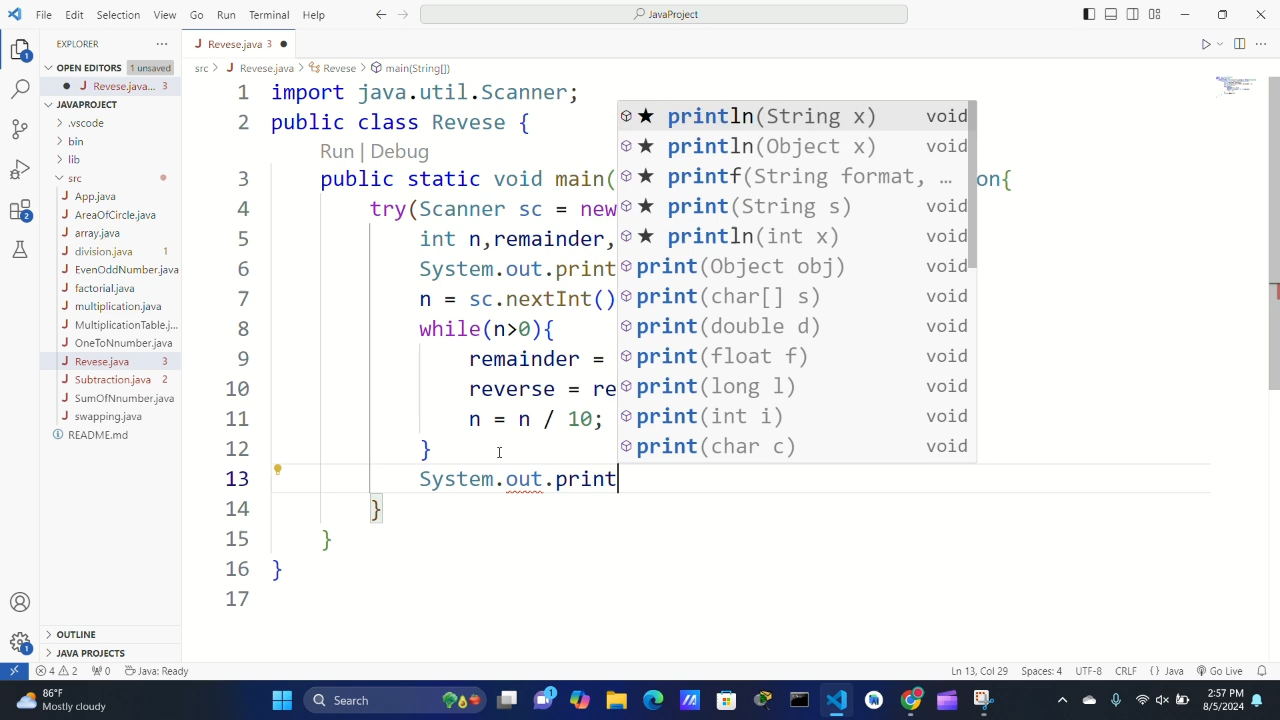 File Edit Selection View Go Run Terminal Help
JavaProject
EXPLORER
J Revese.java 3
OPEN EDITORS 1 unsaved
J Revese.java... 3
JAVAPROJECT
.vscode
bin
lib
src
J App.java
J AreaOfCircle.java
J array.java
J division.java 1
J EvenOddNumber.java
J factorial.java
J multiplication.java
J MultiplicationTable.j...
J OneToNnumber.java
J Revese.java 3
J Subtraction.java 2
J SumOfNnumber.java
J swapping.java
README.md
OUTLINE
JAVA PROJECTS
1
2
1
src > J Revese.java > Revese > main(String[])
1 import java.util.Scanner;
2 public class Revese {
Run | Debug
3 public static void main( on{
4 try(Scanner sc = new
5 int n,remainder,
6 System.out.print
7 n = sc.nextInt()
8 while(n>0){
9 remainder =
10 reverse = re
11 n = n / 10;
12 }
13 System.out.print
14 }
15 }
16 }
17
println(String x) void
println(Object x) void
printf(String format, … void
print(String s) void
println(int x) void
print(Object obj) void
print(char[] s) void
print(double d) void
print(float f) void
print(long l) void
print(int i) void
print(char c) void
4 2 0 Java: Ready Ln 13, Col 29 Spaces: 4 UTF-8 CRLF {} Java Go Live
86°F
Mostly cloudy
Search
1
2:57 PM
8/5/2024